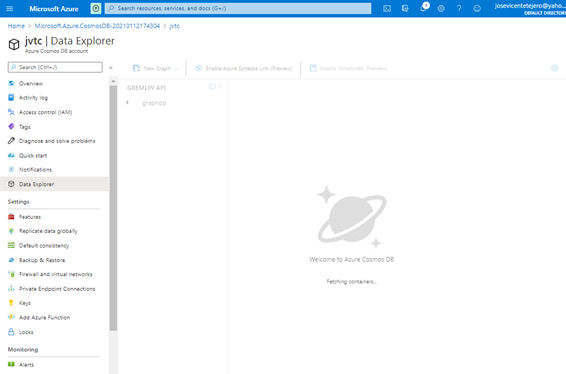 Microsoft Azure
Search resources, services, and docs (G+/)
josevicentetejero@yaho...
DEFAULT DIRECTORY
Home > Microsoft.Azure.CosmosDB-20210112174304 > jvtc
jvtc | Data Explorer
Azure Cosmos DB account
Search (Ctrl+/)
«
New Graph
Enable Azure Synapse Link (Preview)
Enable Notebooks (Preview)
Overview
Activity log
Access control (IAM)
Tags
Diagnose and solve problems
Quick start
Notifications
Data Explorer
Settings
Features
Replicate data globally
Default consistency
Backup & Restore
Firewall and virtual networks
Private Endpoint Connections
Keys
Add Azure Function
Locks
Monitoring
Alerts
GREMLIN API
graphdb
Welcome to Azure Cosmos DB
Fetching containers...